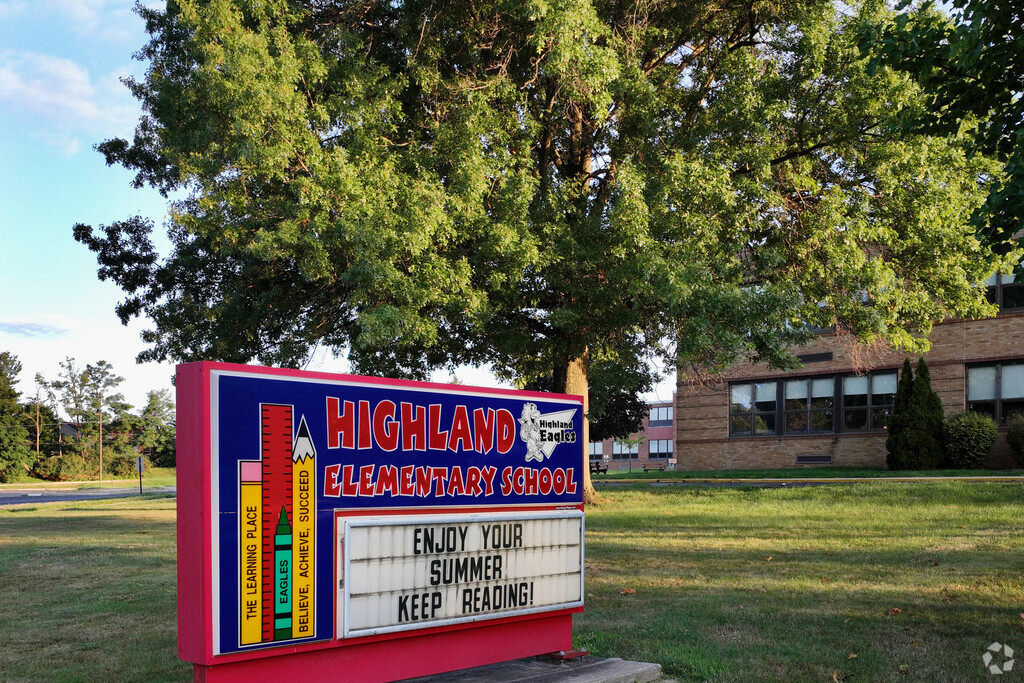 HIGHLAND
ELEMENTARY SCHOOL
Highland
Eagles
THE LEARNING PLACE
EAGLES
BELIEVE, ACHIEVE, SUCCEED
ENJOY YOUR
SUMMER
KEEP READING!